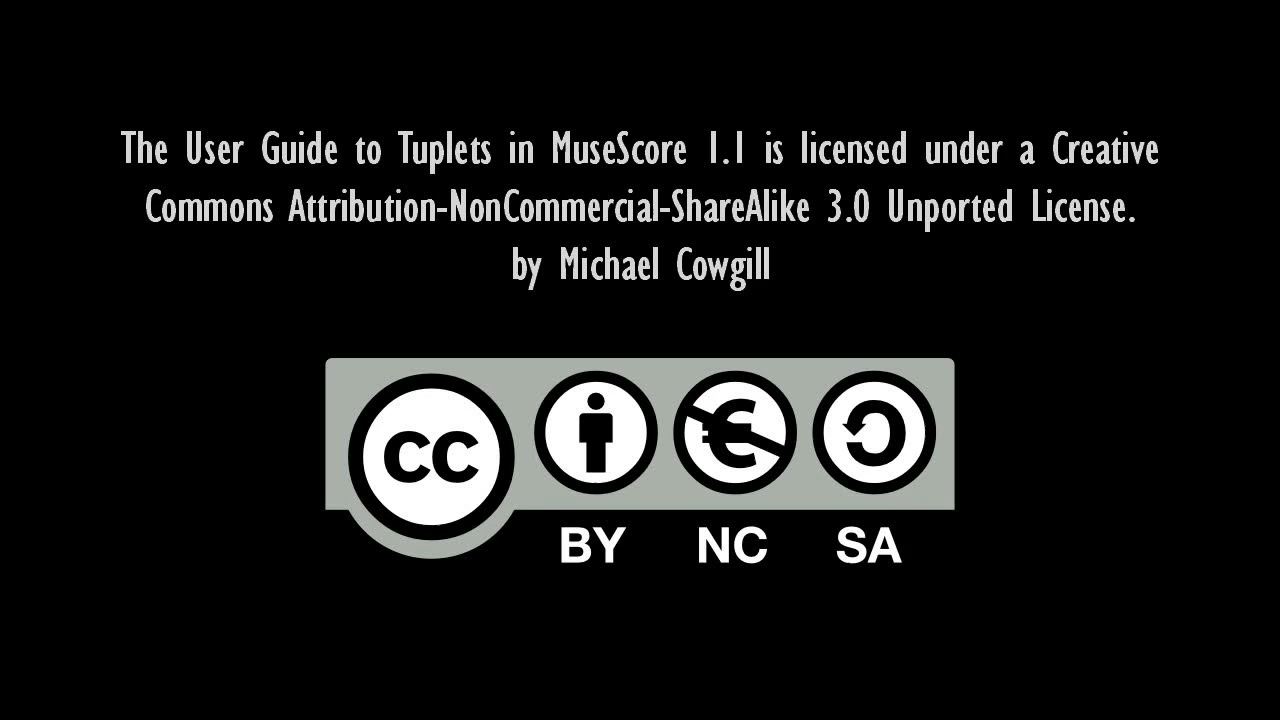 The User Guide to Tuplets in MuseScore 1.1 is licensed under a Creative
Commons Attribution-NonCommercial-ShareAlike 3.0 Unported License.
by Michael Cowgill
cc
BY NC SA